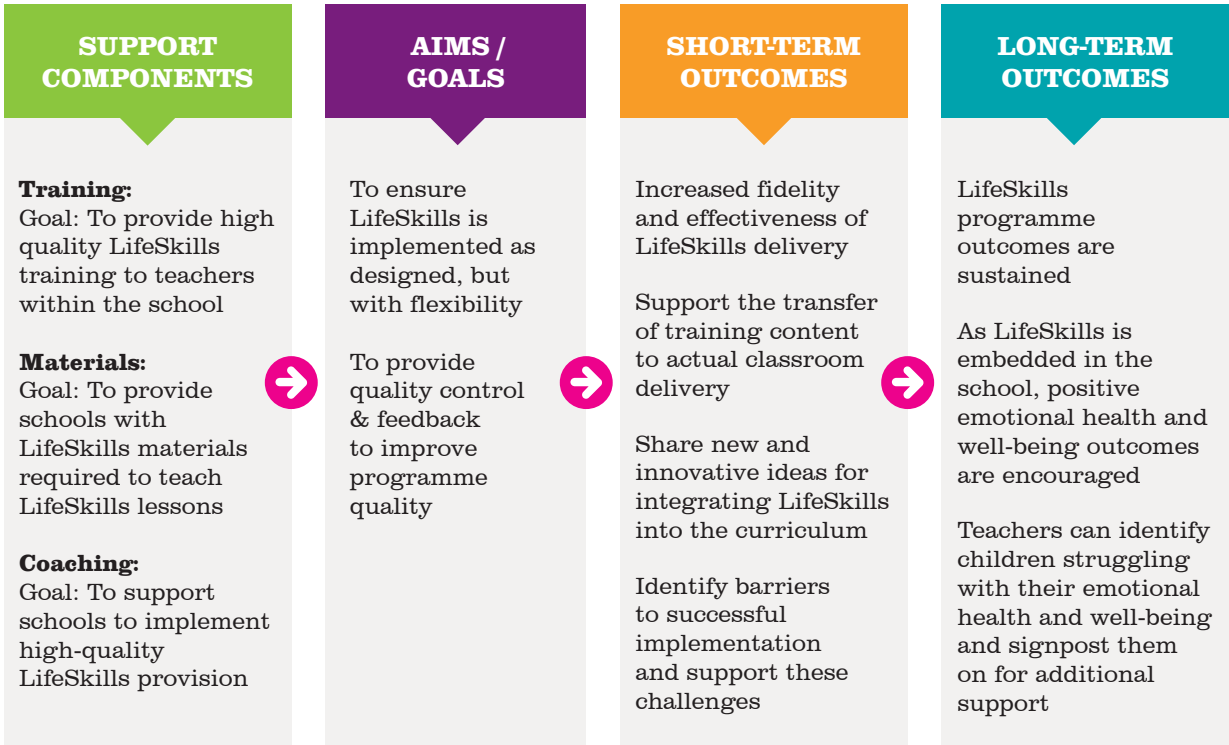 SUPPORT
COMPONENTS
Training:
Goal: To provide high
quality LifeSkills
training to teachers
within the school
Materials:
Goal: To provide
schools with
LifeSkills materials
required to teach
LifeSkills lessons
Coaching:
Goal: To support
schools to implement
high-quality
LifeSkills provision
AIMS /
GOALS
To ensure
LifeSkills is
implemented as
designed, but
with flexibility
To provide
quality control
& feedback
to improve
programme
quality
SHORT-TERM
OUTCOMES
Increased fidelity
and effectiveness of
LifeSkills delivery
Support the transfer
of training content
to actual classroom
delivery
Share new and
innovative ideas for
integrating LifeSkills
into the curriculum
Identify barriers
to successful
implementation
and support these
challenges
LONG-TERM
OUTCOMES
LifeSkills
programme
outcomes are
sustained
As LifeSkills is
embedded in the
school, positive
emotional health and
well-being outcomes
are encouraged
Teachers can identify
children struggling
with their emotional
health and well-being
and signpost them
on for additional
support